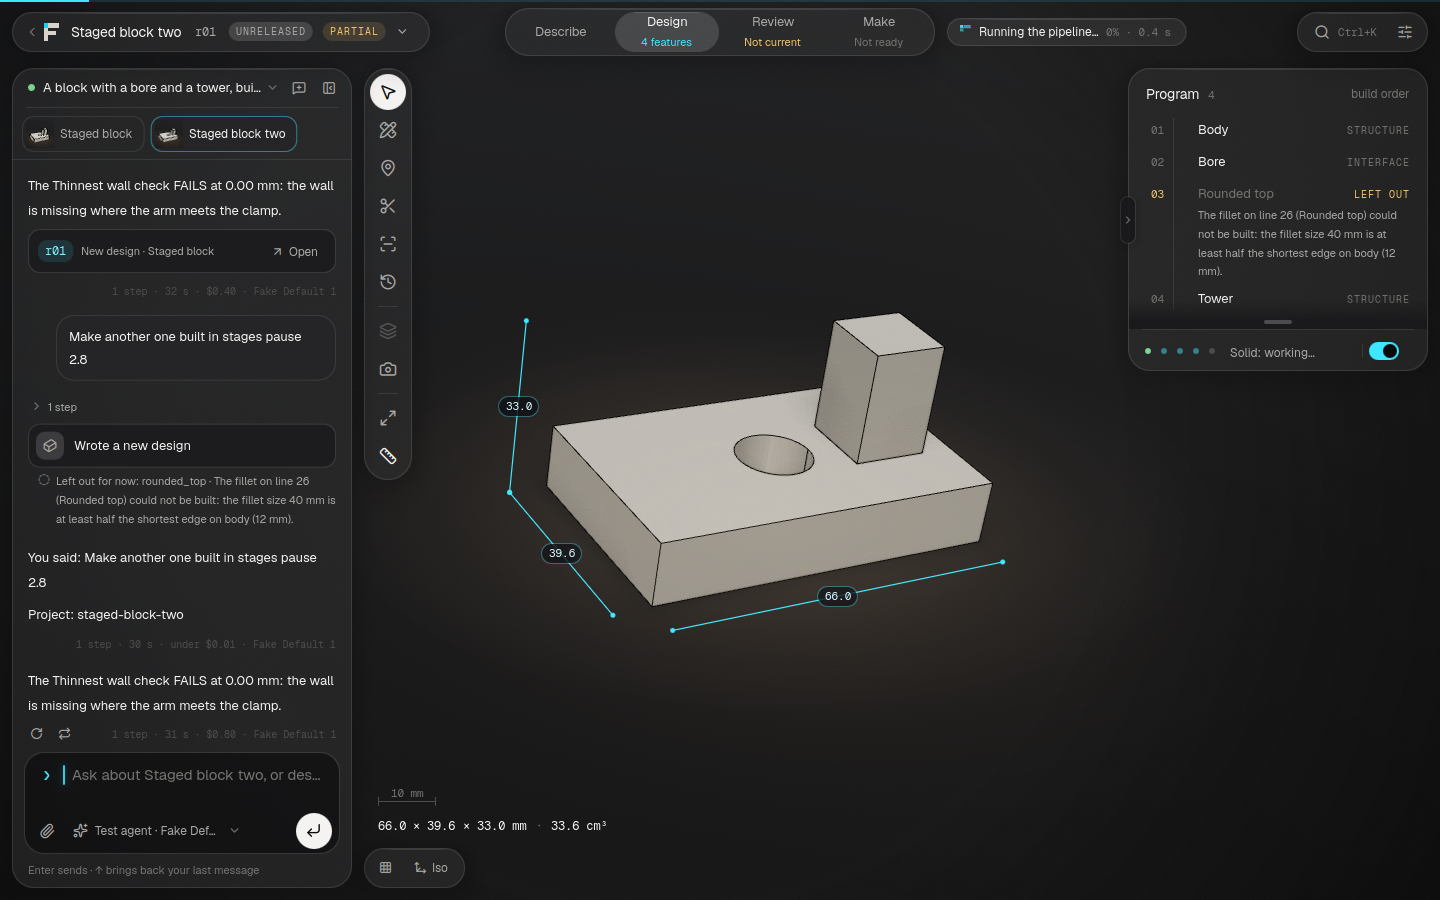 Staged block two r01 UNRELEASED PARTIAL
Describe
Design
4 features
Review
Not current
Make
Not ready
Running the pipeline… 0% · 0.4 s
Ctrl+K
A block with a bore and a tower, bui…
Staged block
Staged block two
The Thinnest wall check FAILS at 0.00 mm: the wall
is missing where the arm meets the clamp.
r01 New design · Staged block Open
1 step · 32 s · $0.40 · Fake Default 1
Make another one built in stages pause
2.8
1 step
Wrote a new design
Left out for now: rounded_top · The fillet on line 26
(Rounded top) could not be built: the fillet size 40 mm is
at least half the shortest edge on body (12 mm).
You said: Make another one built in stages pause
2.8
Project: staged-block-two
1 step · 30 s · under $0.01 · Fake Default 1
The Thinnest wall check FAILS at 0.00 mm: the wall
is missing where the arm meets the clamp.
1 step · 31 s · $0.80 · Fake Default 1
Ask about Staged block two, or des…
Test agent · Fake Def…
Enter sends · ↑ brings back your last message
33.0
39.6
66.0
10 mm
66.0 × 39.6 × 33.0 mm · 33.6 cm³
Iso
Program 4 build order
01 Body STRUCTURE
02 Bore INTERFACE
03 Rounded top LEFT OUT
The fillet on line 26 (Rounded top) could
not be built: the fillet size 40 mm is at
least half the shortest edge on body (12
mm).
04 Tower STRUCTURE
Solid: working…